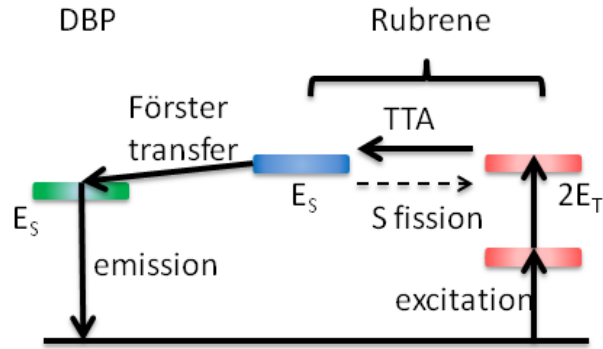 DBP
Rubrene
Förster
transfer
TTA
E_S
E_S
S fission
2E_T
emission
excitation